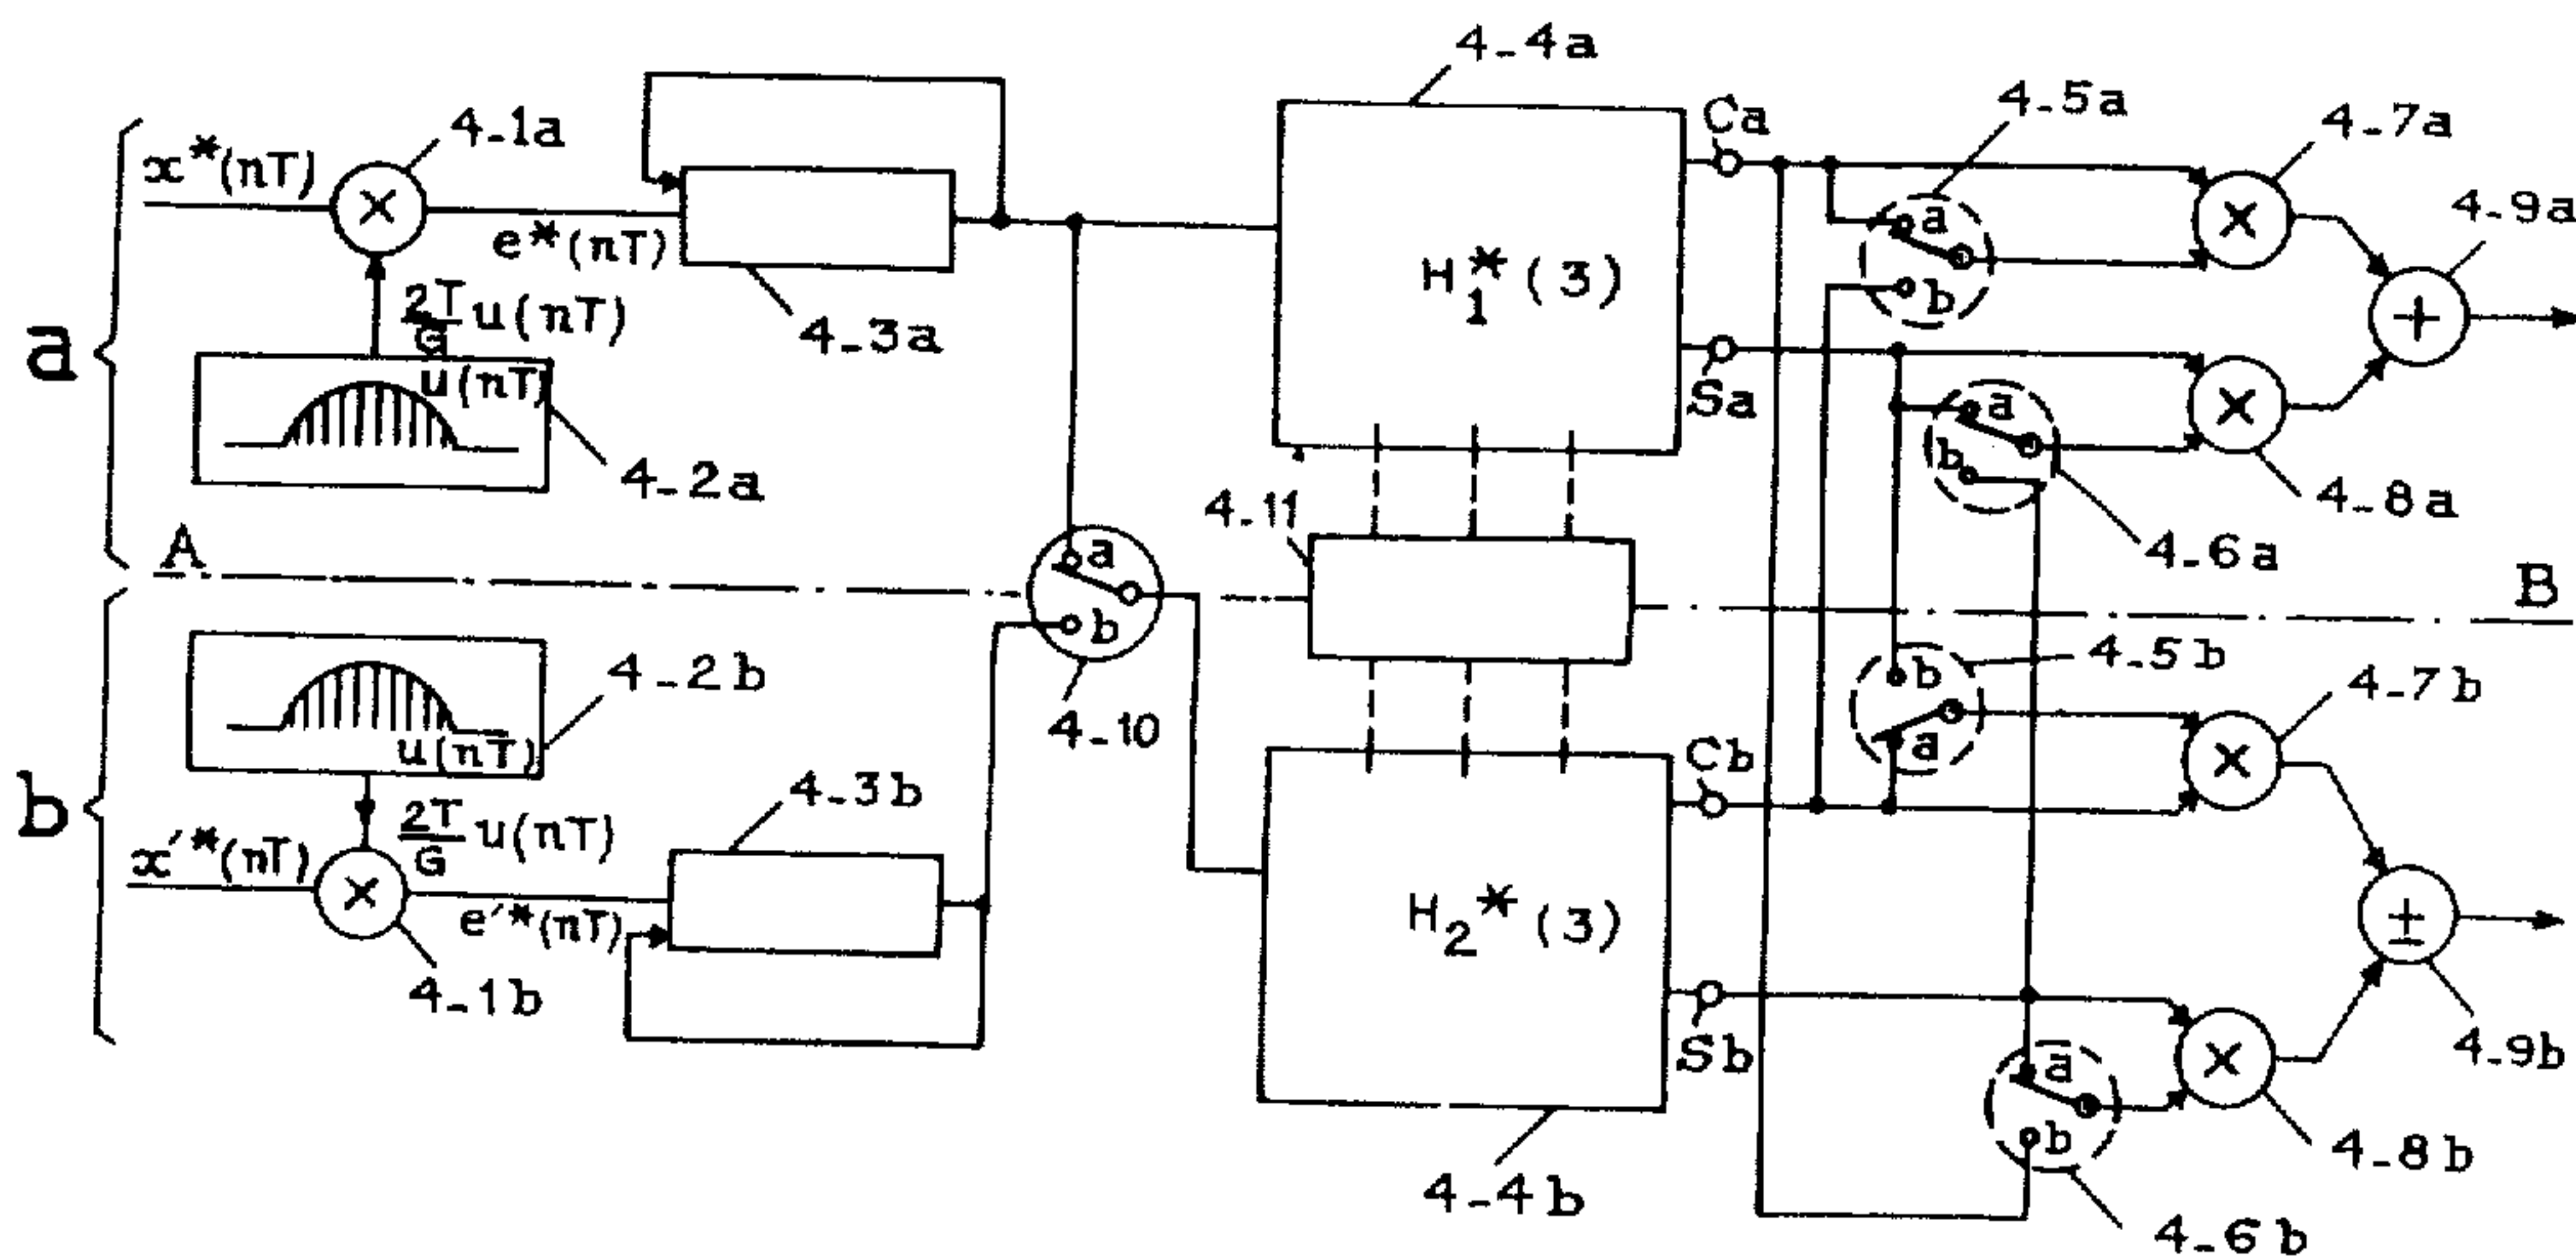 4-4a
Ca
4-5a
4-7a
4-1a
x*(nT)
e*(nT)
a
H1*(3)
4-9a
2T/G u(nT)
4-3a
b
u(nT)
Sa
a
a
b
4-2a
4-8a
4-11
4-6a
A
a
B
b
4-5b
4-2b
b
4-7b
4-10
Cb
a
u(nT)
4-3b
b
2T/G u(nT)
x'*(nT)
e'*(nT)
H2*(3)
±
4-1b
Sb
4-9b
a
b
4-8b
4-4b
4-6b